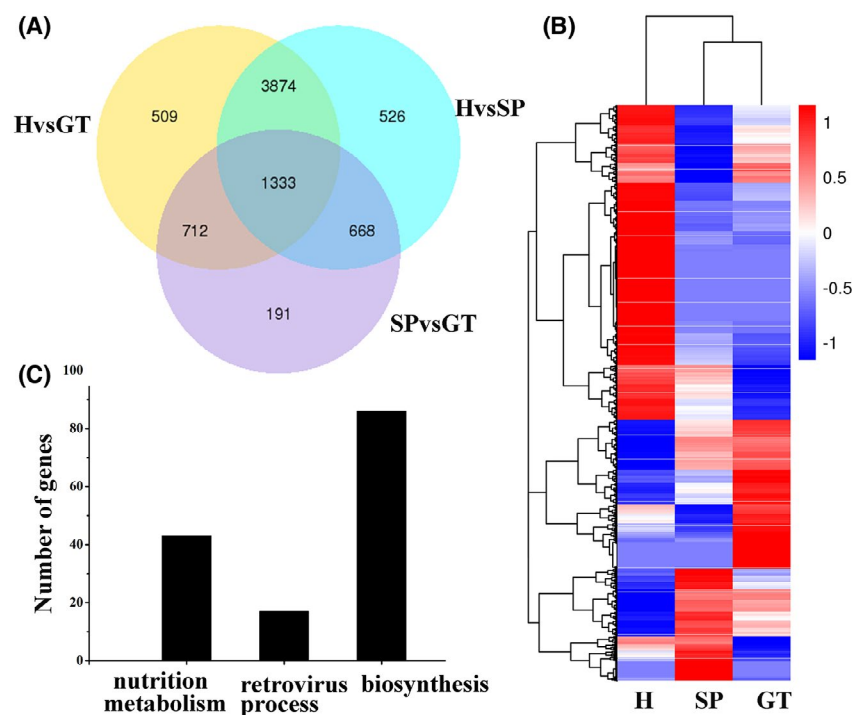 (A)
HvsGT
HvsSP
SPvsGT
509
3874
526
1333
712
668
191
(B)
1
0.5
0
-0.5
-1
H SP GT
(C)
Number of genes
100
80
60
40
20
0
nutrition
metabolism
retrovirus
process
biosynthesis